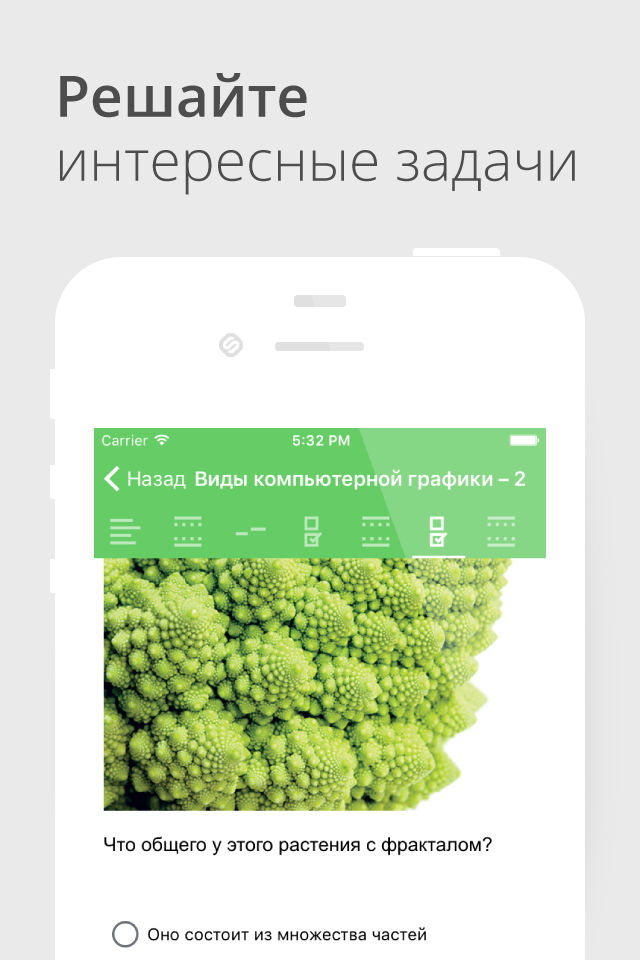 Решайте
интересные задачи
Carrier 5:32 PM
Назад Виды компьютерной графики – 2
Что общего у этого растения с фракталом?
Оно состоит из множества частей